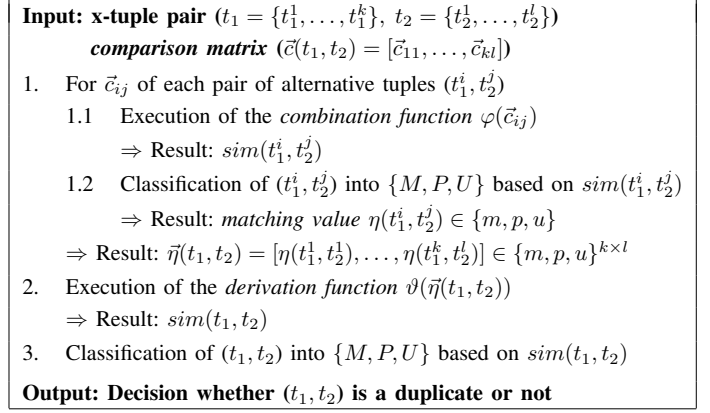 Input: x-tuple pair (t₁ = {t₁¹, . . . , t₁ᵏ}, t₂ = {t₂¹, . . . , t₂ˡ})
comparison matrix (c⃗(t₁, t₂) = [c⃗₁₁, . . . , c⃗ₖₗ])
1. For c⃗ᵢⱼ of each pair of alternative tuples (t₁ⁱ, t₂ʲ)
1.1 Execution of the combination function φ(c⃗ᵢⱼ)
⇒ Result: sim(t₁ⁱ, t₂ʲ)
1.2 Classification of (t₁ⁱ, t₂ʲ) into {M, P, U} based on sim(t₁ⁱ, t₂ʲ)
⇒ Result: matching value η(t₁ⁱ, t₂ʲ) ∈ {m, p, u}
⇒ Result: η⃗(t₁, t₂) = [η(t₁¹, t₂¹), . . . , η(t₁ᵏ, t₂ˡ)] ∈ {m, p, u}ᵏˣˡ
2. Execution of the derivation function ϑ(η⃗(t₁, t₂))
⇒ Result: sim(t₁, t₂)
3. Classification of (t₁, t₂) into {M, P, U} based on sim(t₁, t₂)
Output: Decision whether (t₁, t₂) is a duplicate or not